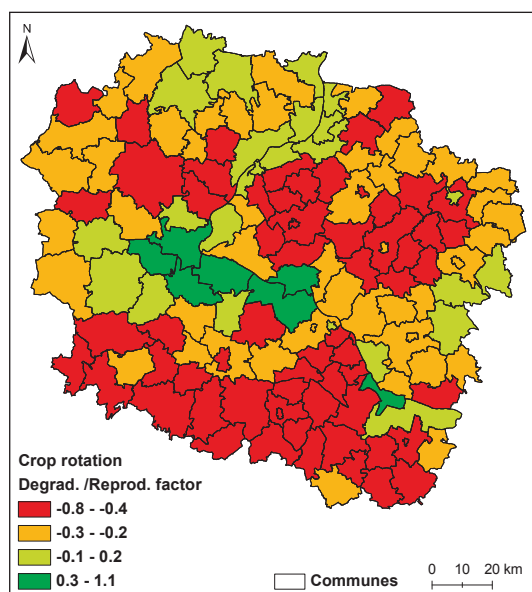 N
Crop rotation
Degrad. /Reprod. factor
-0.8 - -0.4
-0.3 - -0.2
-0.1 - 0.2
0.3 - 1.1
Communes
0 10 20 km